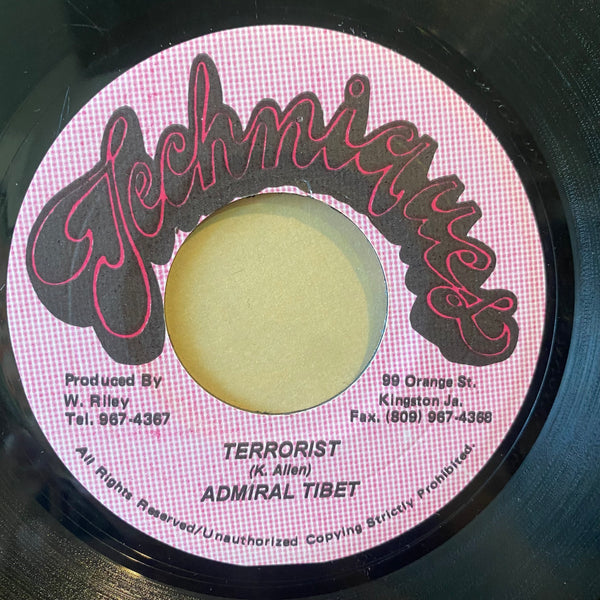 Techniques
Produced By
W. Riley
Tel. 967-4367
99 Orange St.
Kingston Ja.
Fax. (809) 967-4368
TERRORIST
(K. Allen)
ADMIRAL TIBET
All Rights Reserved/Unauthorized Copying Strictly Prohibited.